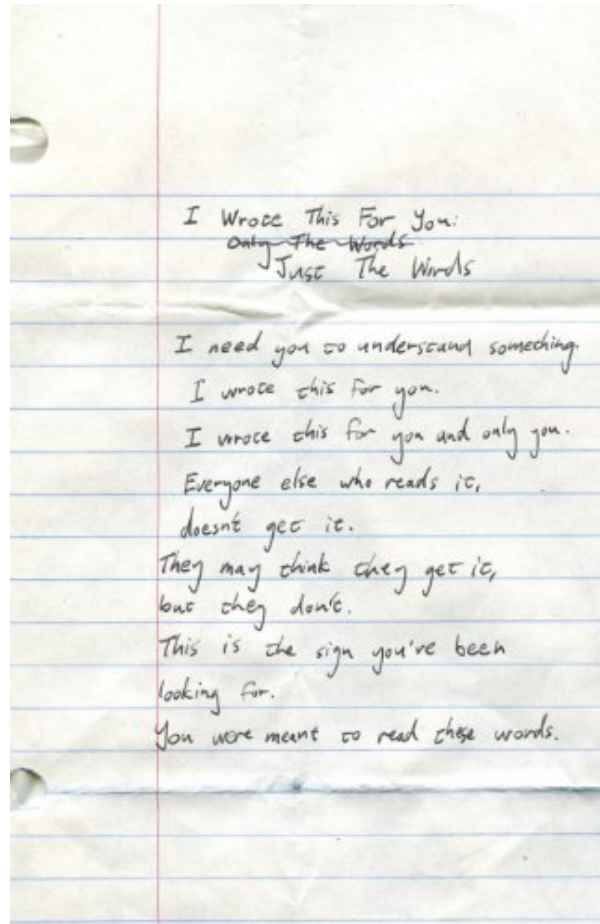 I Wrote This For You:
Only The Words
Just The Words
I need you to understand something.
I wrote this for you.
I wrote this for you and only you.
Everyone else who reads it,
doesn't get it.
They may think they get it,
but they don't.
This is the sign you've been
looking for.
You were meant to read these words.